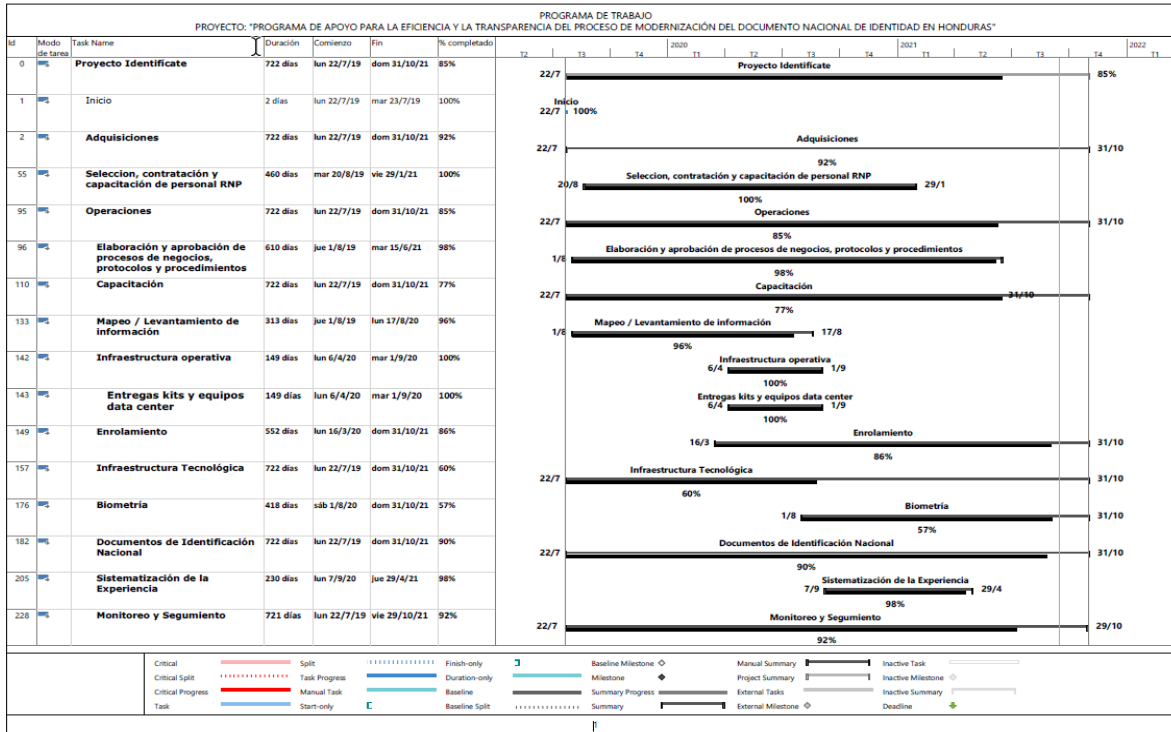 PROGRAMA DE TRABAJO
PROYECTO: "PROGRAMA DE APOYO PARA LA EFICIENCIA Y LA TRANSPARENCIA DEL PROCESO DE MODERNIZACIÓN DEL DOCUMENTO NACIONAL DE IDENTIDAD EN HONDURAS"
Id Modo de tarea Task Name Duración Comienzo Fin % completado
2020 2021 2022
T2 T3 T4 T1 T2 T3 T4 T1 T2 T3 T4 T1
0 Proyecto Identifícate 722 días lun 22/7/19 dom 31/10/21 85%
1 Inicio 2 días lun 22/7/19 mar 23/7/19 100%
2 Adquisiciones 722 días lun 22/7/19 dom 31/10/21 92%
55 Seleccion, contratación y 460 días mar 20/8/19 vie 29/1/21 100%
capacitación de personal RNP
95 Operaciones 722 días lun 22/7/19 dom 31/10/21 85%
96 Elaboración y aprobación de 610 días jue 1/8/19 mar 15/6/21 98%
procesos de negocios,
protocolos y procedimientos
110 Capacitación 722 días lun 22/7/19 dom 31/10/21 77%
133 Mapeo / Levantamiento de 313 días jue 1/8/19 lun 17/8/20 96%
información
142 Infraestructura operativa 149 días lun 6/4/20 mar 1/9/20 100%
143 Entregas kits y equipos 149 días lun 6/4/20 mar 1/9/20 100%
data center
149 Enrolamiento 552 días lun 16/3/20 dom 31/10/21 86%
157 Infraestructura Tecnológica 722 días lun 22/7/19 dom 31/10/21 60%
176 Biometría 418 días sáb 1/8/20 dom 31/10/21 57%
182 Documentos de Identificación 722 días lun 22/7/19 dom 31/10/21 90%
Nacional
205 Sistematización de la 230 días lun 7/9/20 jue 29/4/21 98%
Experiencia
228 Monitoreo y Segumiento 721 días lun 22/7/19 vie 29/10/21 92%
Proyecto Identifícate
22/7 85%
Inicio
22/7 100%
Adquisiciones
22/7 31/10
92%
Seleccion, contratación y capacitación de personal RNP
20/8 29/1
100%
Operaciones
22/7 31/10
85%
Elaboración y aprobación de procesos de negocios, protocolos y procedimientos
1/8
98%
Capacitación
22/7 31/10
77%
Mapeo / Levantamiento de información
1/8 17/8
96%
Infraestructura operativa
6/4 1/9
100%
Entregas kits y equipos data center
6/4 1/9
100%
Enrolamiento
16/3 31/10
86%
Infraestructura Tecnológica
22/7 31/10
60%
Biometría
1/8 31/10
57%
Documentos de Identificación Nacional
22/7 31/10
90%
Sistematización de la Experiencia
7/9 29/4
98%
Monitoreo y Segumiento
22/7 29/10
92%
Critical Split Finish-only Baseline Milestone Manual Summary Inactive Task
Critical Split Task Progress Duration-only Milestone Project Summary Inactive Milestone
Critical Progress Manual Task Baseline Summary Progress External Tasks Inactive Summary
Task Start-only Baseline Split Summary External Milestone Deadline
1